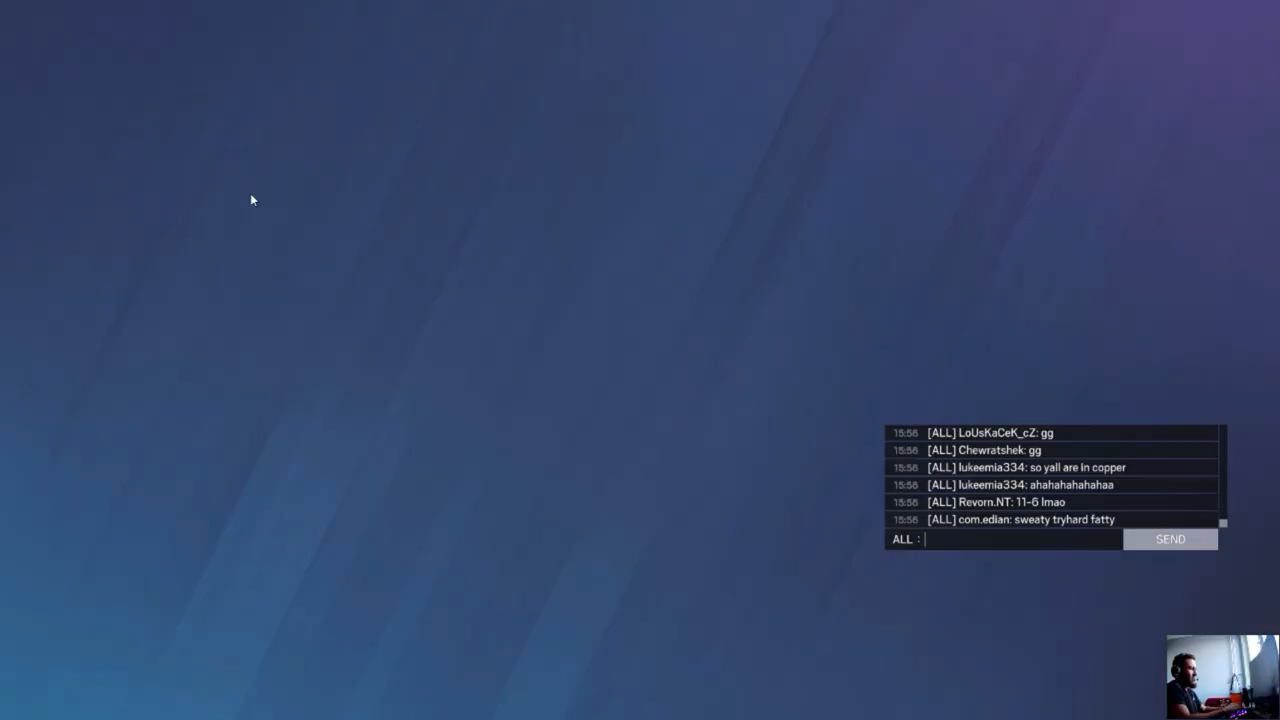 15:56 [ALL] LoUsKaCeK_cZ: gg
15:56 [ALL] Chewratshek: gg
15:56 [ALL] lukeemia334: so yall are in copper
15:56 [ALL] lukeemia334: ahahahahahahaa
15:56 [ALL] Revorn.NT: 11-6 lmao
15:56 [ALL] com.edian: sweaty tryhard fatty
ALL : SEND